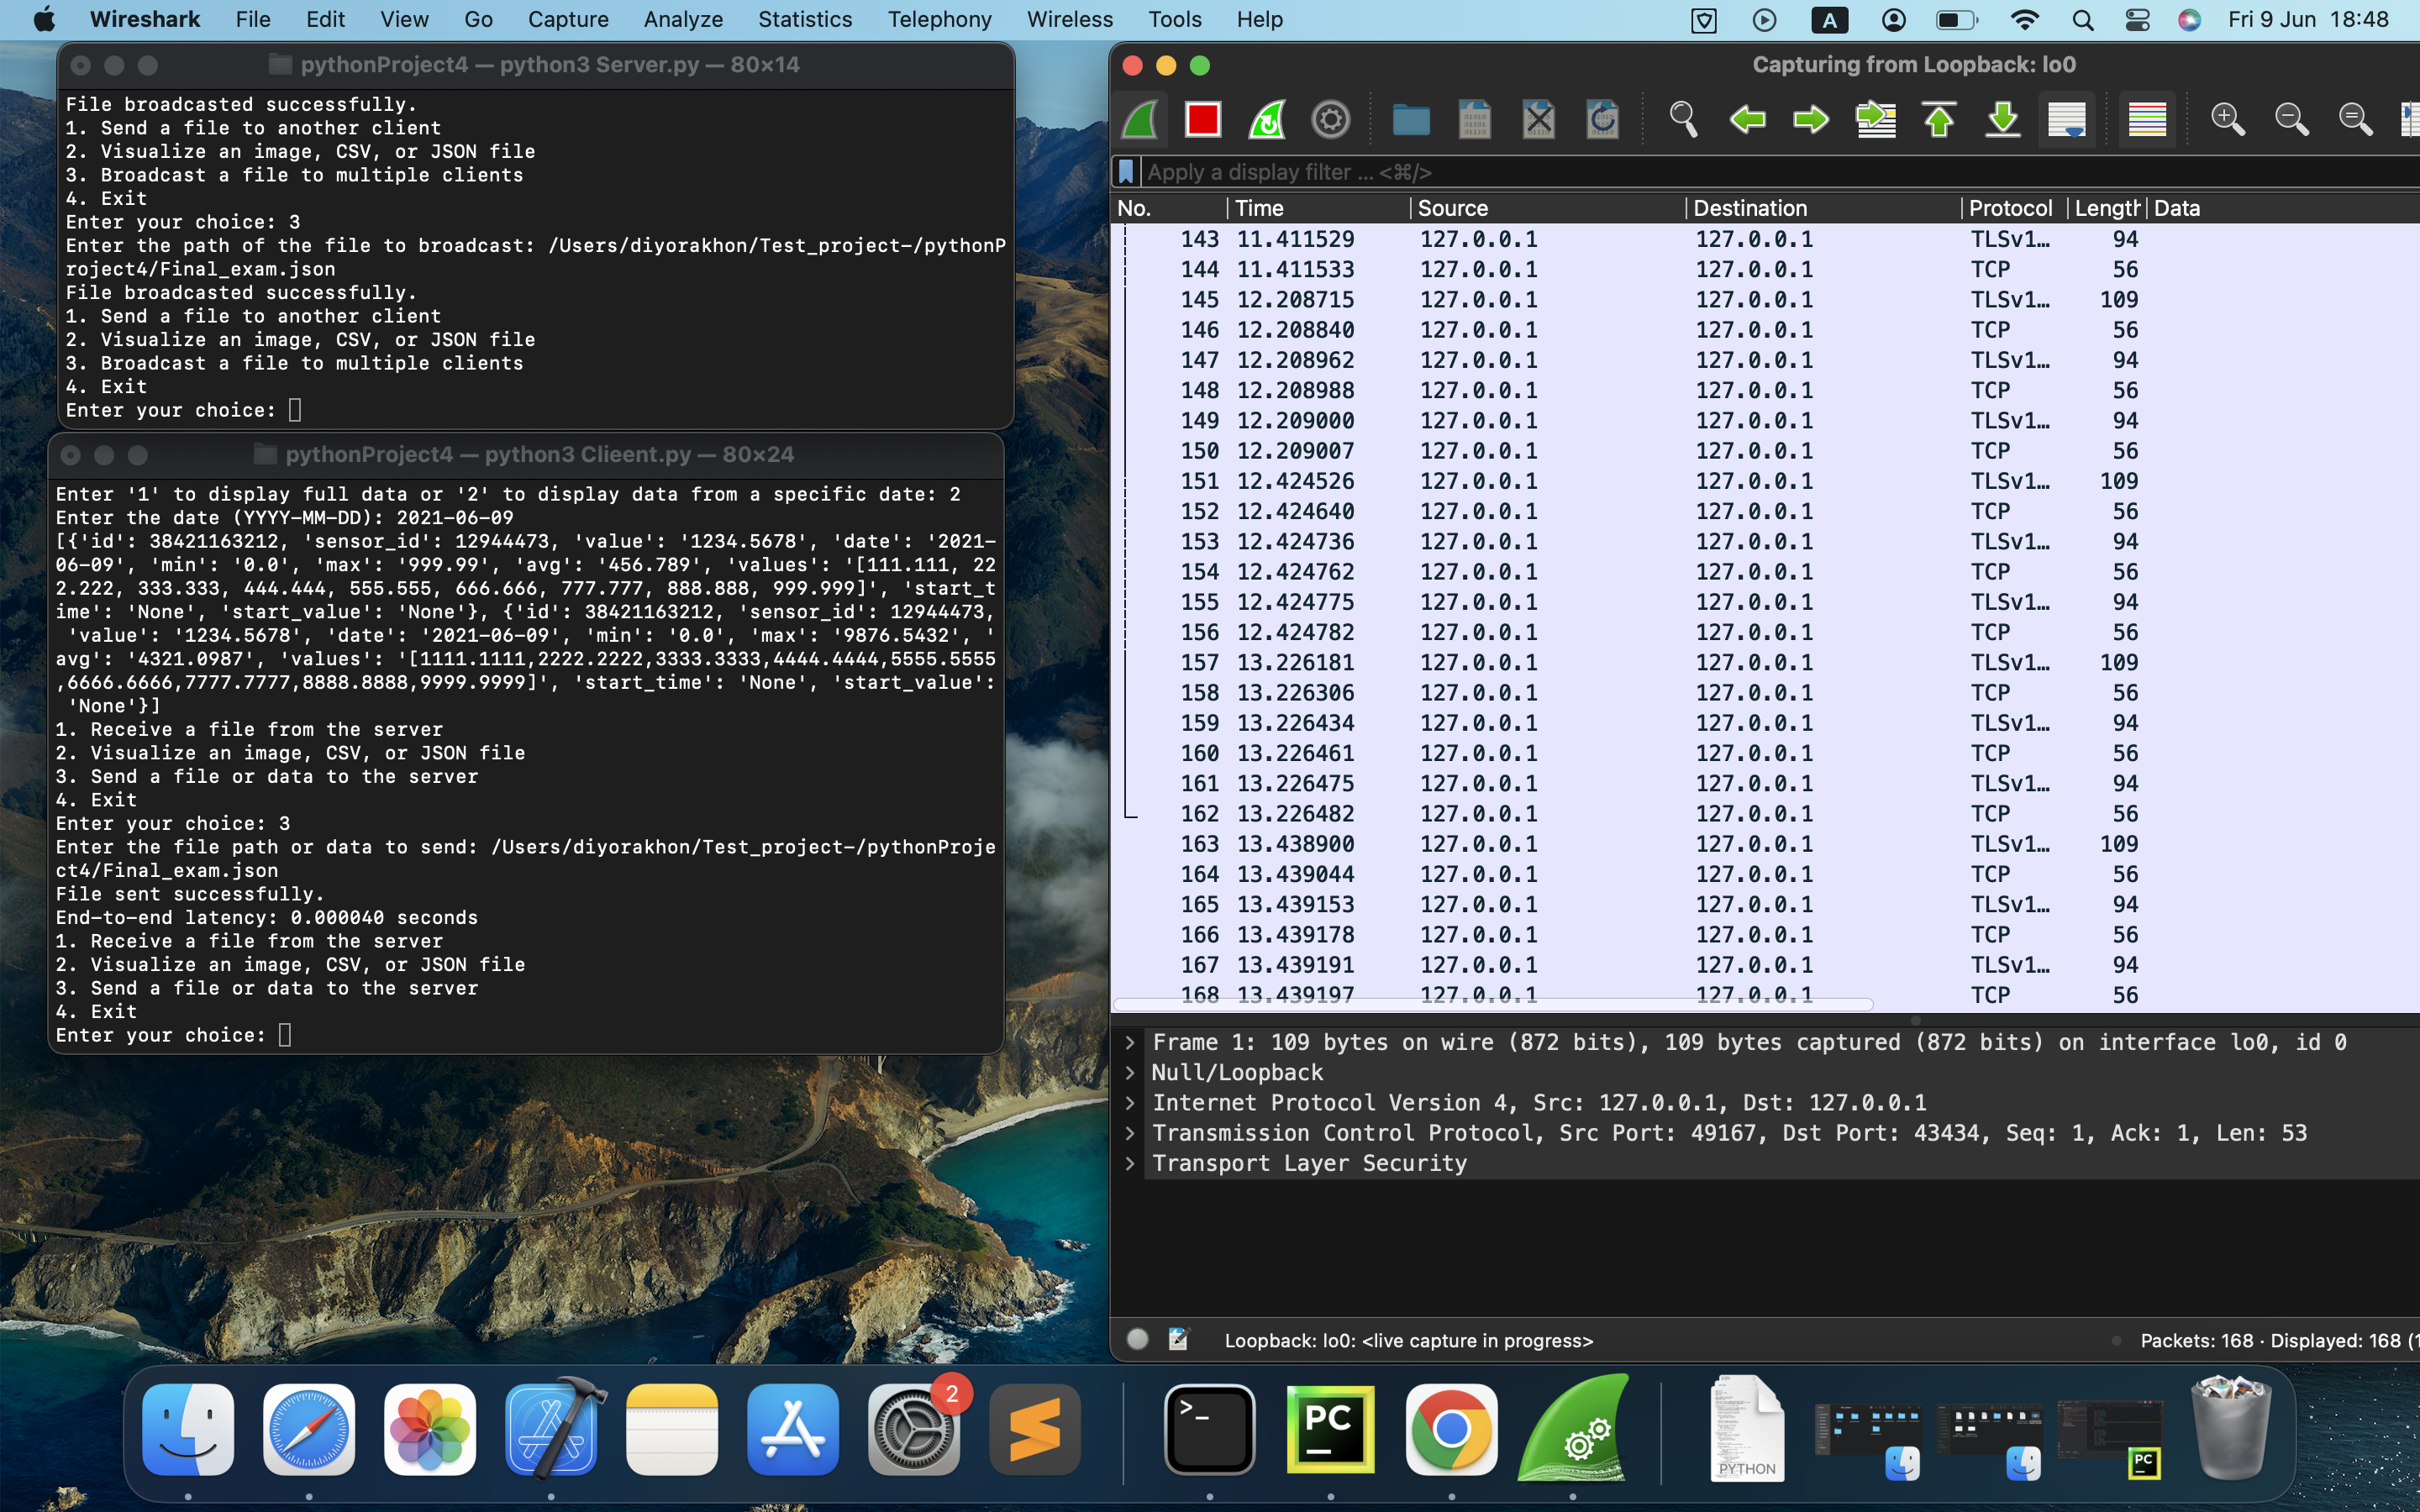 Wireshark File Edit View Go Capture Analyze Statistics Telephony Wireless Tools Help A Fri 9 Jun 18:48
pythonProject4 — python3 Server.py — 80×14
File broadcasted successfully.
1. Send a file to another client
2. Visualize an image, CSV, or JSON file
3. Broadcast a file to multiple clients
4. Exit
Enter your choice: 3
Enter the path of the file to broadcast: /Users/diyorakhon/Test_project-/pythonP
roject4/Final_exam.json
File broadcasted successfully.
1. Send a file to another client
2. Visualize an image, CSV, or JSON file
3. Broadcast a file to multiple clients
4. Exit
Enter your choice:
pythonProject4 — python3 Clieent.py — 80×24
Enter '1' to display full data or '2' to display data from a specific date: 2
Enter the date (YYYY-MM-DD): 2021-06-09
[{'id': 38421163212, 'sensor_id': 12944473, 'value': '1234.5678', 'date': '2021-
06-09', 'min': '0.0', 'max': '999.99', 'avg': '456.789', 'values': '[111.111, 22
2.222, 333.333, 444.444, 555.555, 666.666, 777.777, 888.888, 999.999]', 'start_t
ime': 'None', 'start_value': 'None'}, {'id': 38421163212, 'sensor_id': 12944473,
 'value': '1234.5678', 'date': '2021-06-09', 'min': '0.0', 'max': '9876.5432', '
avg': '4321.0987', 'values': '[1111.1111,2222.2222,3333.3333,4444.4444,5555.5555
,6666.6666,7777.7777,8888.8888,9999.9999]', 'start_time': 'None', 'start_value':
 'None'}]
1. Receive a file from the server
2. Visualize an image, CSV, or JSON file
3. Send a file or data to the server
4. Exit
Enter your choice: 3
Enter the file path or data to send: /Users/diyorakhon/Test_project-/pythonProje
ct4/Final_exam.json
File sent successfully.
End-to-end latency: 0.000040 seconds
1. Receive a file from the server
2. Visualize an image, CSV, or JSON file
3. Send a file or data to the server
4. Exit
Enter your choice:
Capturing from Loopback: lo0
Apply a display filter ... <⌘/>
No. Time Source Destination Protocol Length Data
143 11.411529 127.0.0.1 127.0.0.1 TLSv1… 94
144 11.411533 127.0.0.1 127.0.0.1 TCP 56
145 12.208715 127.0.0.1 127.0.0.1 TLSv1… 109
146 12.208840 127.0.0.1 127.0.0.1 TCP 56
147 12.208962 127.0.0.1 127.0.0.1 TLSv1… 94
148 12.208988 127.0.0.1 127.0.0.1 TCP 56
149 12.209000 127.0.0.1 127.0.0.1 TLSv1… 94
150 12.209007 127.0.0.1 127.0.0.1 TCP 56
151 12.424526 127.0.0.1 127.0.0.1 TLSv1… 109
152 12.424640 127.0.0.1 127.0.0.1 TCP 56
153 12.424736 127.0.0.1 127.0.0.1 TLSv1… 94
154 12.424762 127.0.0.1 127.0.0.1 TCP 56
155 12.424775 127.0.0.1 127.0.0.1 TLSv1… 94
156 12.424782 127.0.0.1 127.0.0.1 TCP 56
157 13.226181 127.0.0.1 127.0.0.1 TLSv1… 109
158 13.226306 127.0.0.1 127.0.0.1 TCP 56
159 13.226434 127.0.0.1 127.0.0.1 TLSv1… 94
160 13.226461 127.0.0.1 127.0.0.1 TCP 56
161 13.226475 127.0.0.1 127.0.0.1 TLSv1… 94
162 13.226482 127.0.0.1 127.0.0.1 TCP 56
163 13.438900 127.0.0.1 127.0.0.1 TLSv1… 109
164 13.439044 127.0.0.1 127.0.0.1 TCP 56
165 13.439153 127.0.0.1 127.0.0.1 TLSv1… 94
166 13.439178 127.0.0.1 127.0.0.1 TCP 56
167 13.439191 127.0.0.1 127.0.0.1 TLSv1… 94
168 13.439197 127.0.0.1 127.0.0.1 TCP 56
Frame 1: 109 bytes on wire (872 bits), 109 bytes captured (872 bits) on interface lo0, id 0
Null/Loopback
Internet Protocol Version 4, Src: 127.0.0.1, Dst: 127.0.0.1
Transmission Control Protocol, Src Port: 49167, Dst Port: 43434, Seq: 1, Ack: 1, Len: 53
Transport Layer Security
Loopback: lo0: <live capture in progress> Packets: 168 · Displayed: 168 (1
2
>_
PC
PYTHON
PC